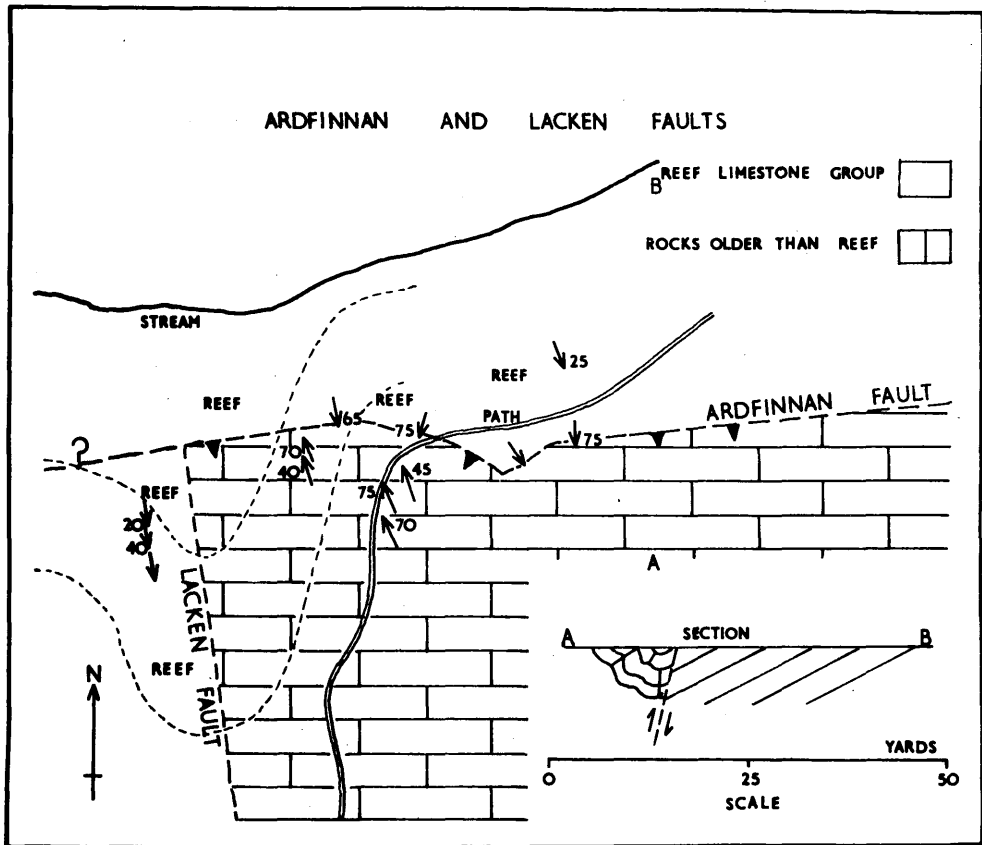 ARDFINNAN AND LACKEN FAULTS
B
REEF LIMESTONE GROUP
ROCKS OLDER THAN REEF
STREAM
25
REEF
REEF
REEF
PATH
ARDFINNAN FAULT
65
75
75
?
70
40
45
75
70
REEF
20
40
A
LACKEN FAULT
REEF
N
A SECTION B
YARDS
0 25 50
SCALE